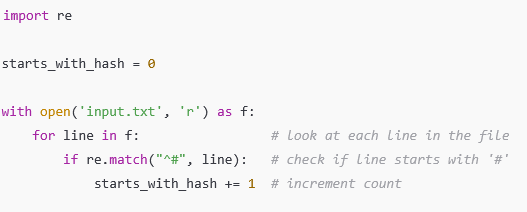 import re
starts_with_hash = 0
with open('input.txt', 'r') as f:
    for line in f:                 # look at each line in the file
        if re.match("^#", line):   # check if line starts with '#'
            starts_with_hash += 1  # increment count